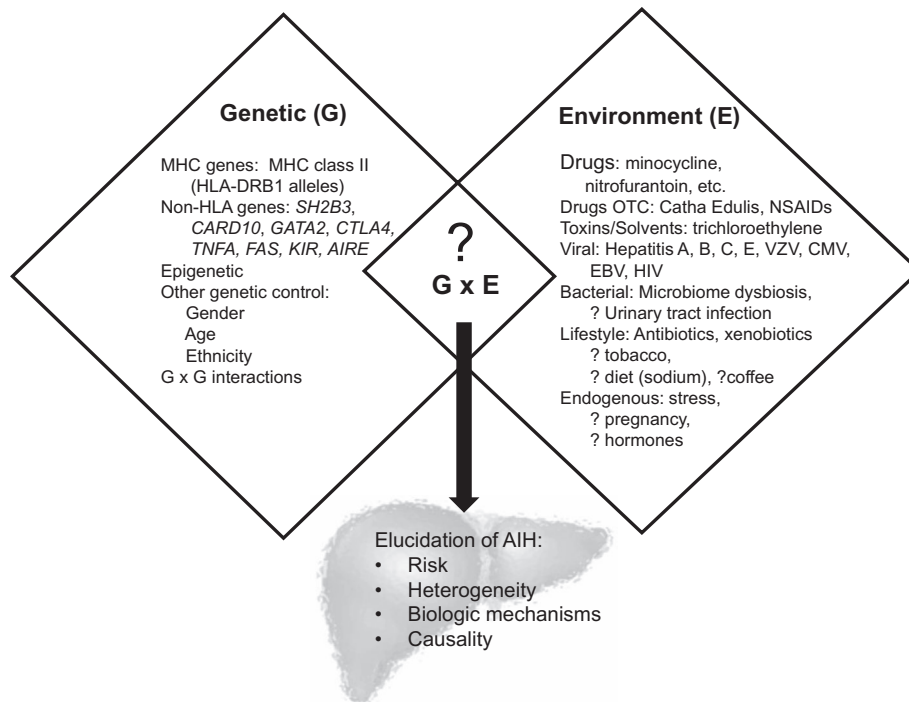 Genetic (G)
MHC genes: MHC class II
(HLA-DRB1 alleles)
Non-HLA genes: SH2B3,
CARD10, GATA2, CTLA4,
TNFA, FAS, KIR, AIRE
Epigenetic
Other genetic control:
Gender
Age
Ethnicity
G x G interactions
?
G x E
Environment (E)
Drugs: minocycline,
nitrofurantoin, etc.
Drugs OTC: Catha Edulis, NSAIDs
Toxins/Solvents: trichloroethylene
Viral: Hepatitis A, B, C, E, VZV, CMV,
EBV, HIV
Bacterial: Microbiome dysbiosis,
? Urinary tract infection
Lifestyle: Antibiotics, xenobiotics
? tobacco,
? diet (sodium), ?coffee
Endogenous: stress,
? pregnancy,
? hormones
Elucidation of AIH:
• Risk
• Heterogeneity
• Biologic mechanisms
• Causality